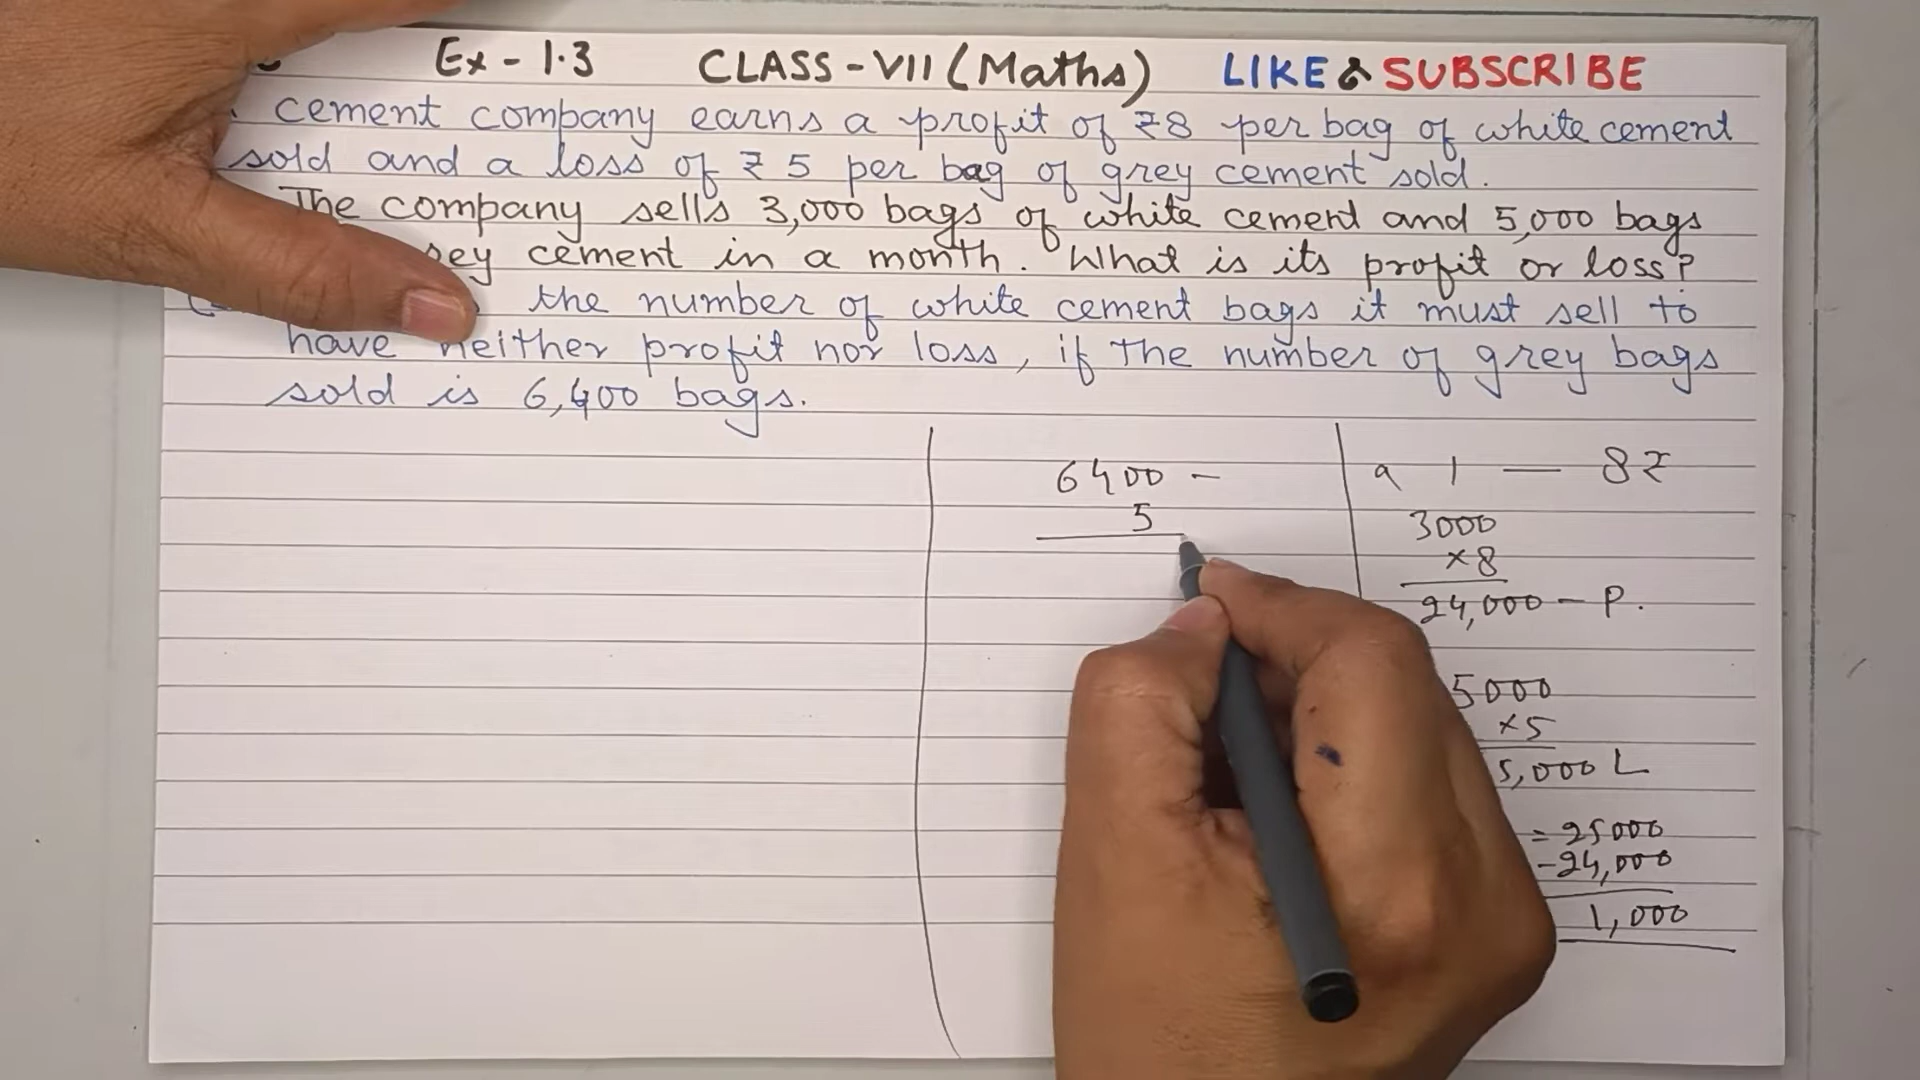 Ex - 1.3 CLASS - VII (Maths) LIKE & SUBSCRIBE
cement company earns a profit of ₹8 per bag of white cement
sold and a loss of ₹ 5 per bag of grey cement sold.
The company sells 3,000 bags of white cement and 5,000 bags
cement in a month. What is its profit or loss?
the number of white cement bags it must sell to
have neither profit nor loss, if the number of grey bags
sold is 6,400 bags.
6400 -
5
a 1 — 8₹
3000
×8
24,000 - P.
5000
×5
5,000 L
= 25000
- 24,000
1,000